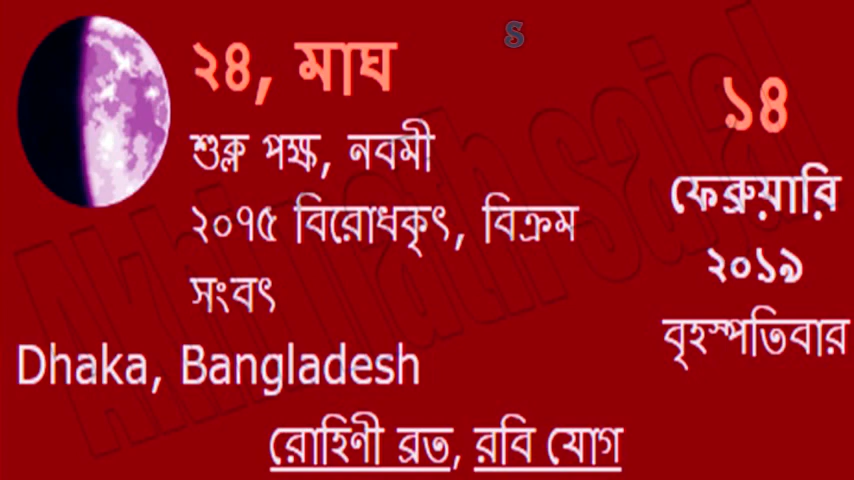 S
২৪, মাঘ
শুক্ল পক্ষ, নবমী
২০৭৫ বিরোধকৃৎ, বিক্রম
সংবৎ
Dhaka, Bangladesh
১৪
ফেব্রুয়ারি
২০১৯
বৃহস্পতিবার
রোহিণী ব্রত, রবি যোগ